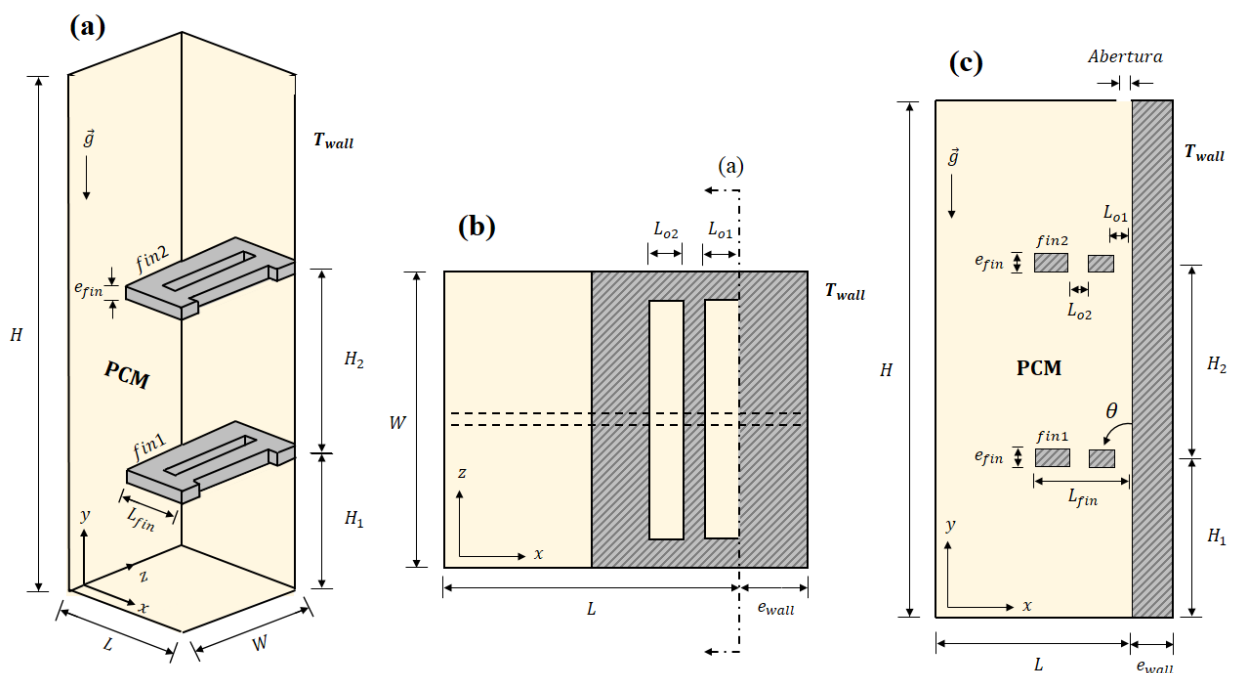 (a)
g⃗
T_wall
fin2
e_fin
H
H_2
PCM
fin1
L_fin
H_1
y
z
x
L
W
(b)
(a)
L_o2
L_o1
T_wall
W
z
x
L
e_wall
(c)
Abertura
g⃗
T_wall
L_o1
fin2
e_fin
L_o2
H
PCM
H_2
θ
fin1
e_fin
L_fin
H_1
y
x
L
e_wall